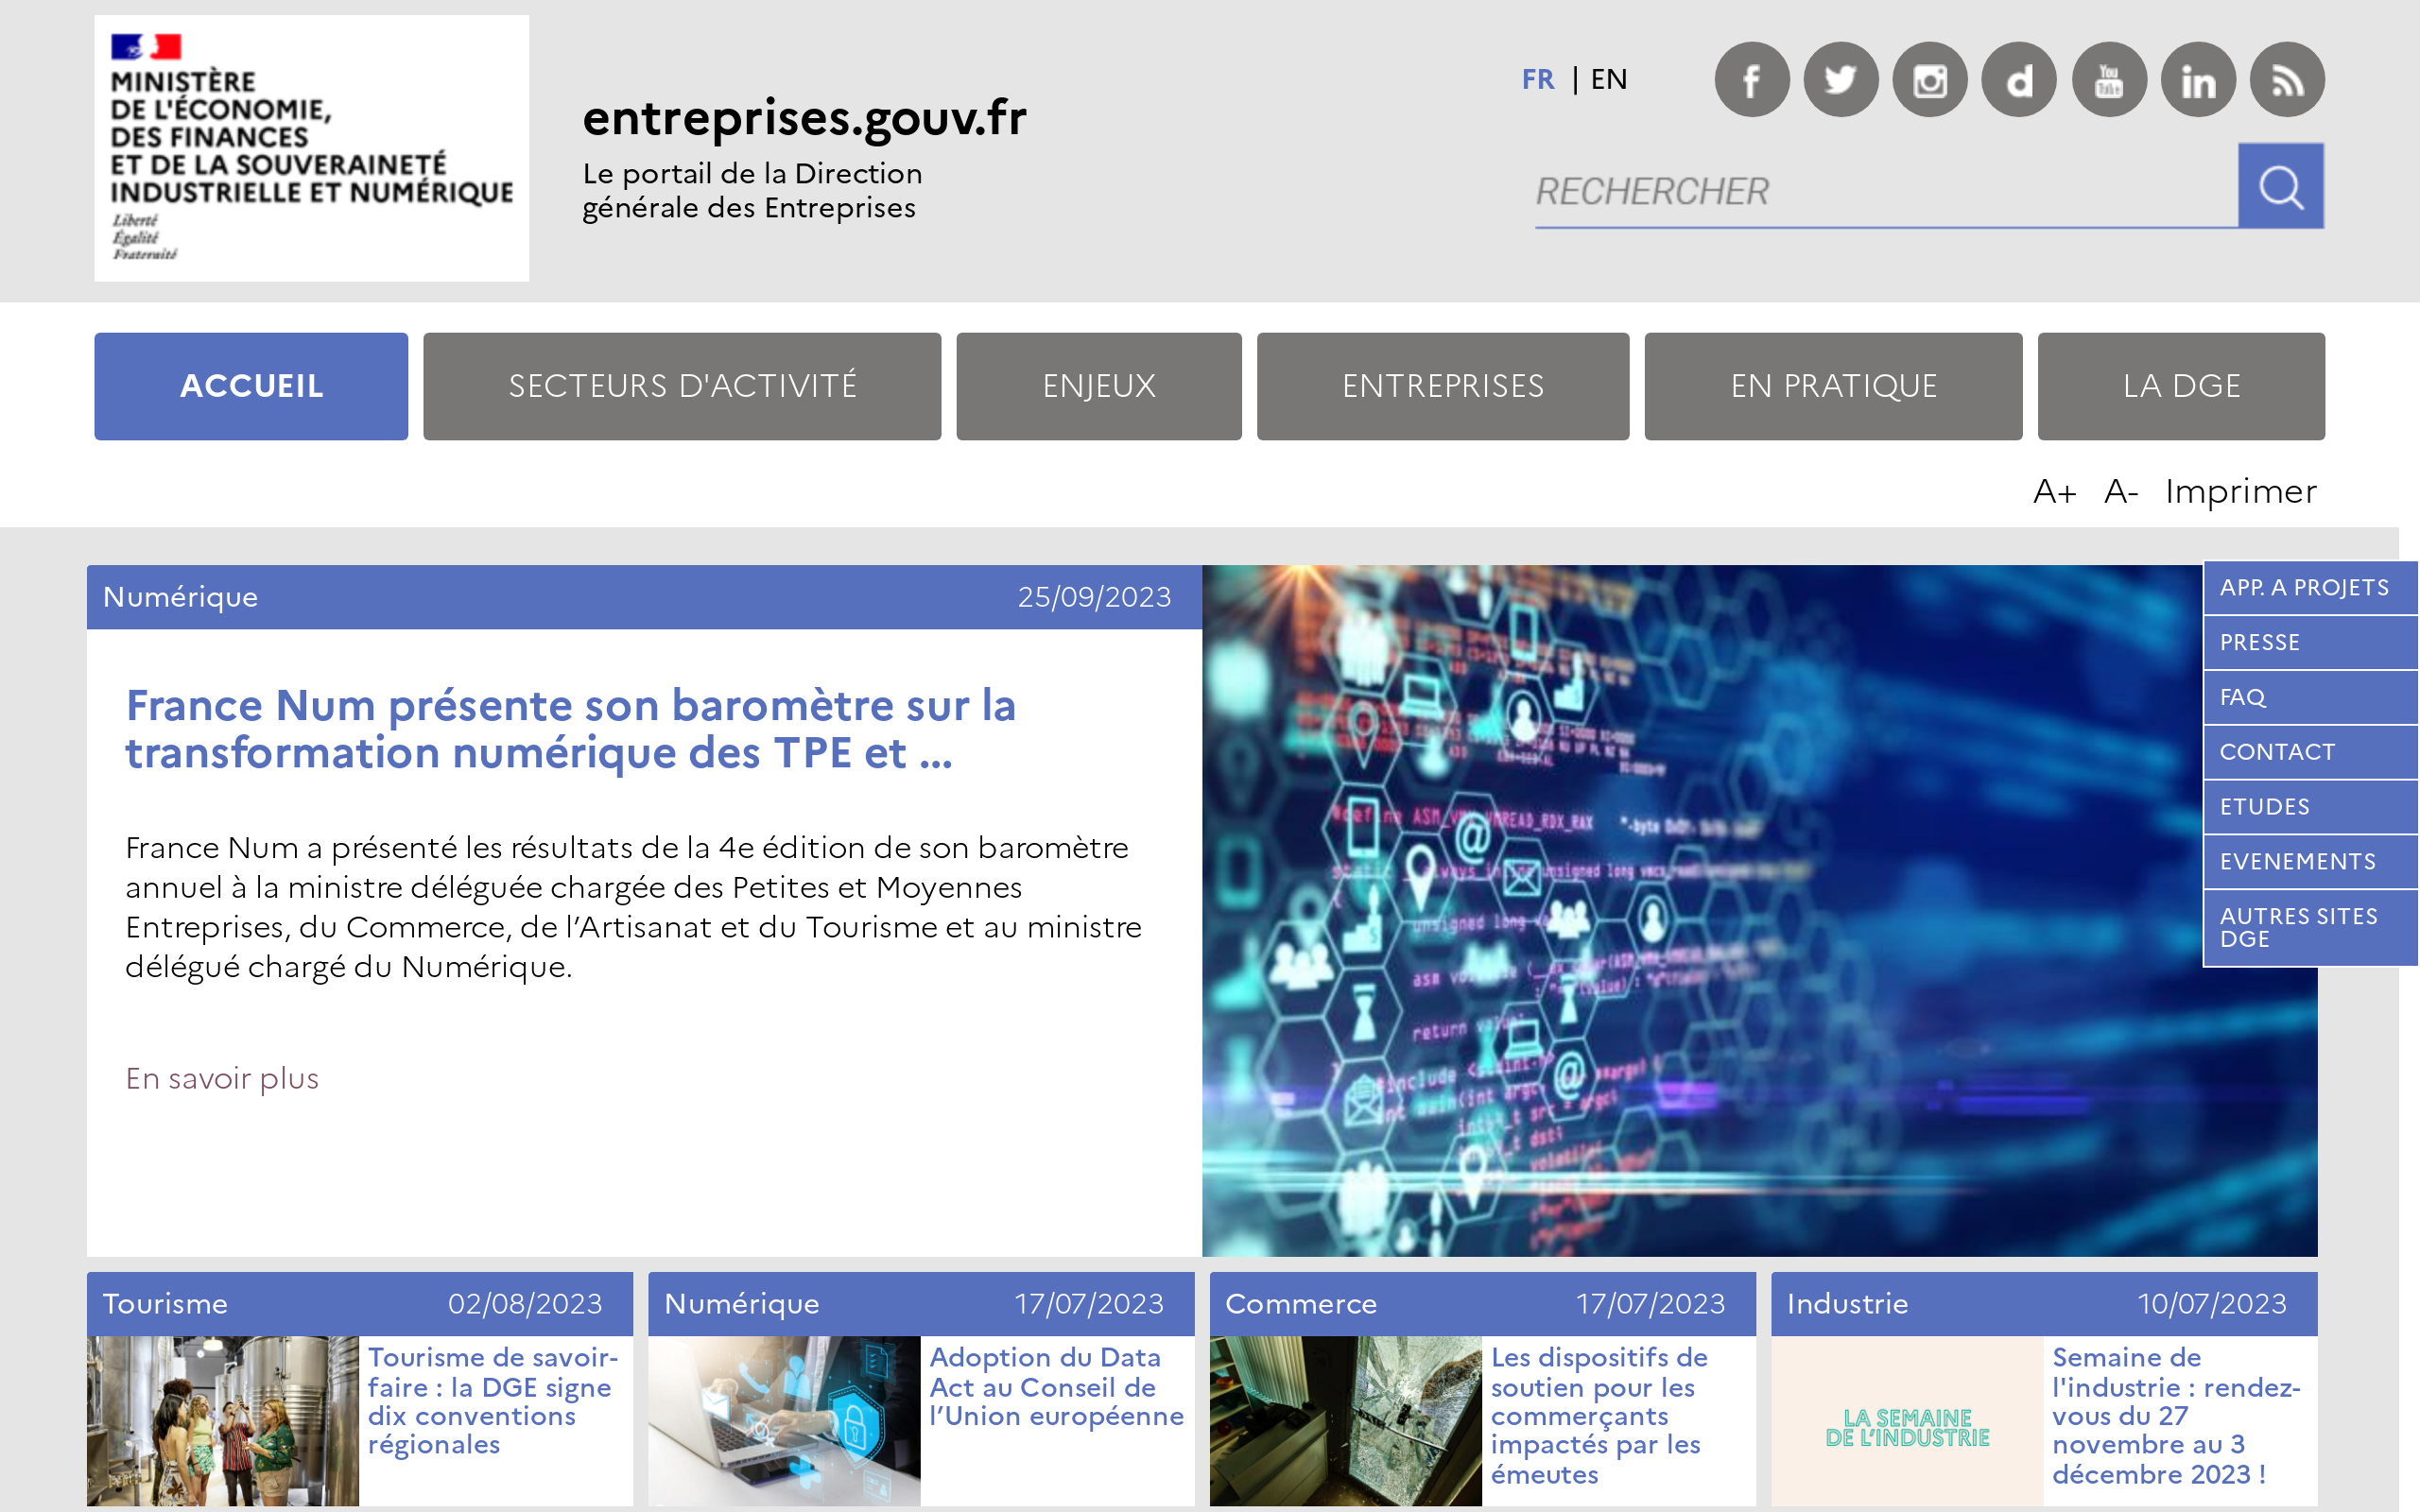 MINISTÈRE
DE L'ÉCONOMIE,
DES FINANCES
ET DE LA SOUVERAINETÉ
INDUSTRIELLE ET NUMÉRIQUE
Liberté
Égalité
Fraternité
entreprises.gouv.fr
Le portail de la Direction
générale des Entreprises
FR | EN
You
Tube
RECHERCHER
ACCUEIL
SECTEURS D'ACTIVITÉ
ENJEUX
ENTREPRISES
EN PRATIQUE
LA DGE
A+ A- Imprimer
Numérique 25/09/2023
France Num présente son baromètre sur la
transformation numérique des TPE et ...
France Num a présenté les résultats de la 4e édition de son baromètre
annuel à la ministre déléguée chargée des Petites et Moyennes
Entreprises, du Commerce, de l’Artisanat et du Tourisme et au ministre
délégué chargé du Numérique.
En savoir plus
unsigned long
return value
APP. A PROJETS
PRESSE
FAQ
CONTACT
ETUDES
EVENEMENTS
AUTRES SITES
DGE
Tourisme 02/08/2023
Tourisme de savoir-
faire : la DGE signe
dix conventions
régionales
Numérique 17/07/2023
Adoption du Data
Act au Conseil de
l’Union européenne
Commerce 17/07/2023
Les dispositifs de
soutien pour les
commerçants
impactés par les
émeutes
Industrie 10/07/2023
LA SEMAINE
DE L'INDUSTRIE
Semaine de
l'industrie : rendez-
vous du 27
novembre au 3
décembre 2023 !